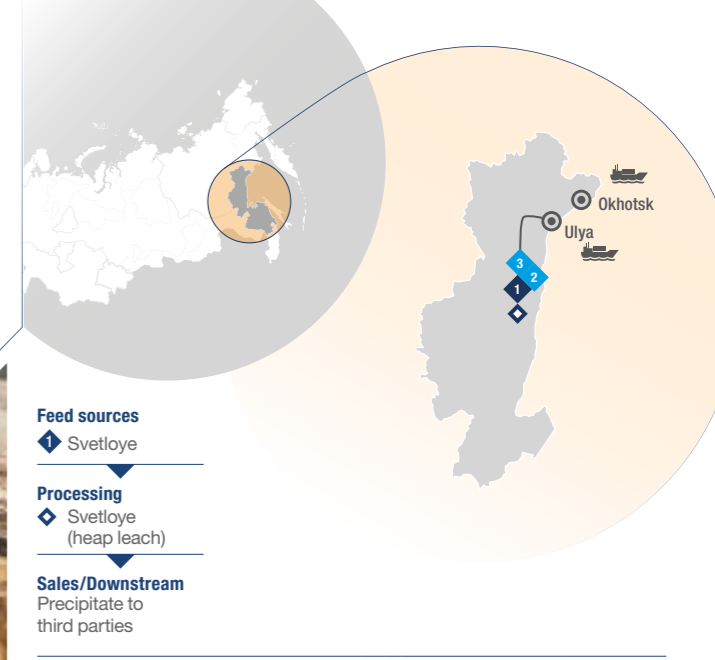 Okhotsk
Ulya
3
2
1
Feed sources
1 Svetloye
Processing
Svetloye
(heap leach)
Sales/Downstream
Precipitate to
third parties